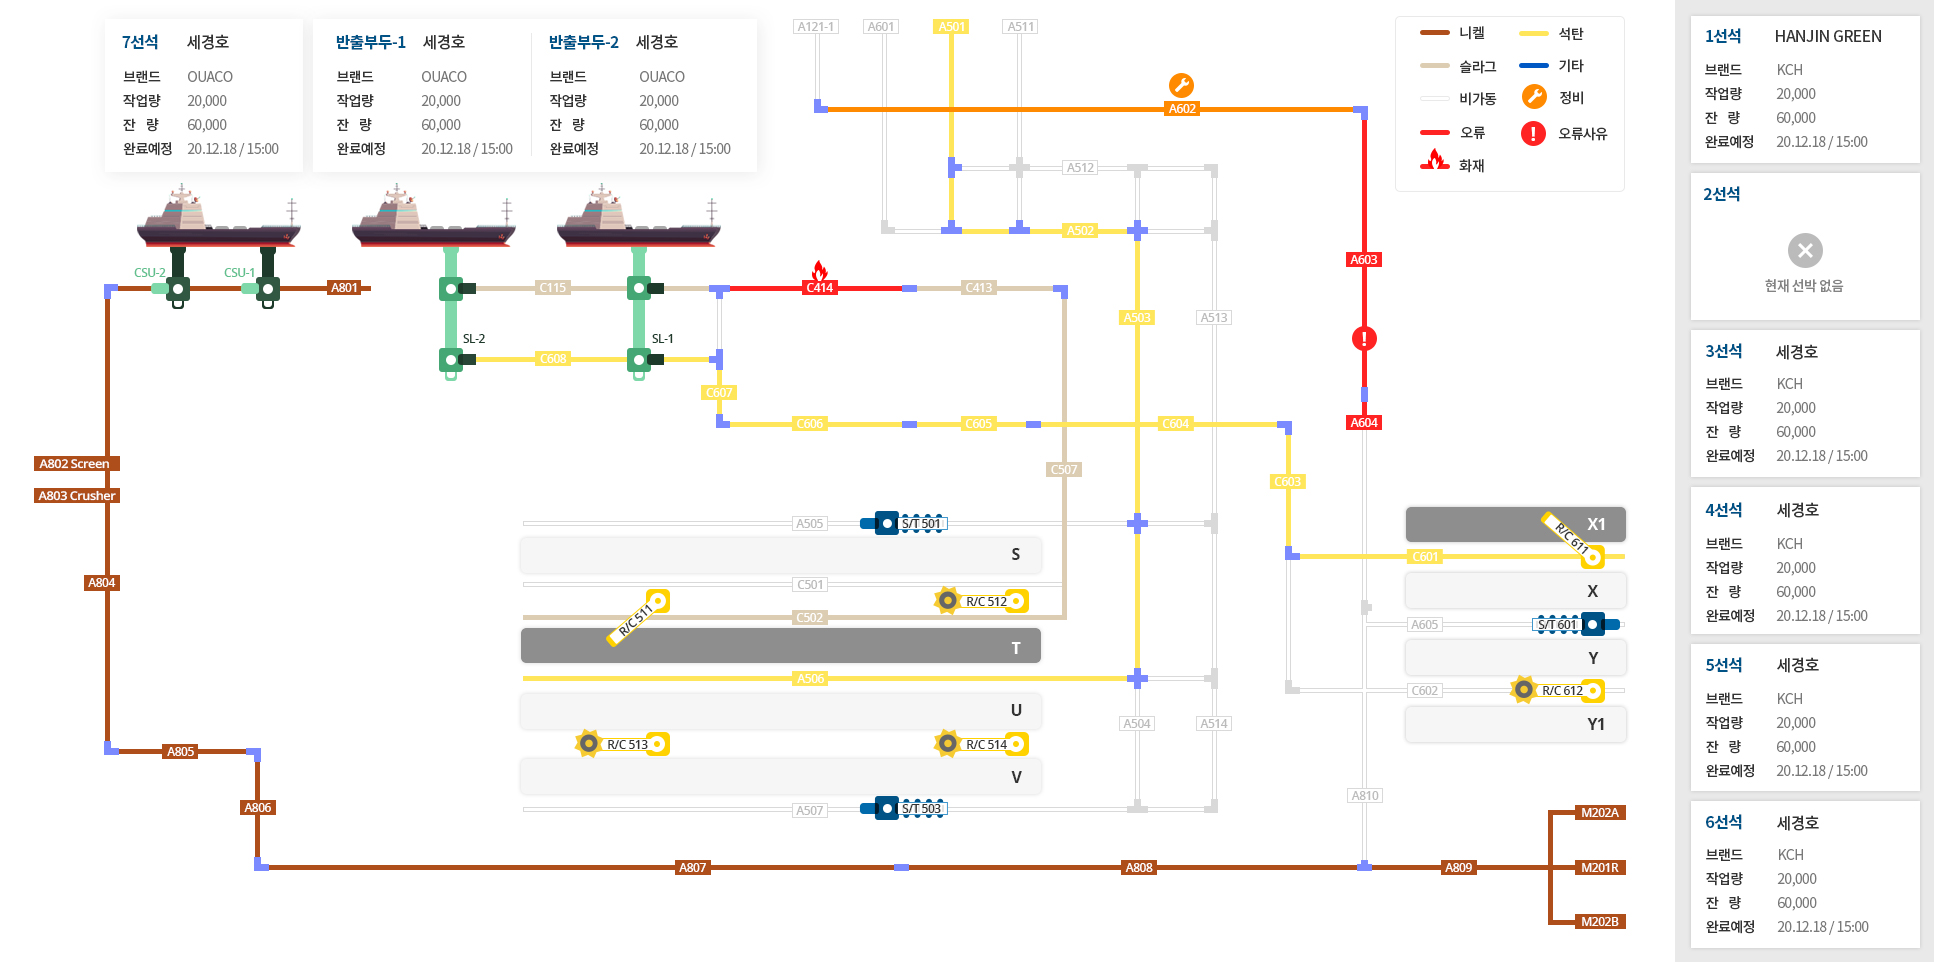 7선석 세경호
브랜드 OUACO
작업량 20,000
잔 량 60,000
완료예정 20.12.18 / 15:00
반출부두-1 세경호
브랜드 OUACO
작업량 20,000
잔 량 60,000
완료예정 20.12.18 / 15:00
반출부두-2 세경호
브랜드 OUACO
작업량 20,000
잔 량 60,000
완료예정 20.12.18 / 15:00
A121-1
A601
A501
A511
니켈
석탄
슬라그
기타
비가동
정비
오류
오류사유
화재
A602
A512
A502
A603
CSU-2
CSU-1
A801
C115
C414
C413
A503
A513
SL-2
SL-1
C608
C607
C606
C605
C604
A604
A802 Screen
A803 Crusher
C507
C603
A505
S/T 501
S
C501
R/C 511
R/C 512
C502
T
A506
U
A504
A514
R/C 513
R/C 514
V
A507
S/T 503
X1
R/C 611
C601
X
A605
S/T 601
Y
C602
R/C 612
Y1
A804
A805
A806
A810
A807
A808
A809
M202A
M201R
M202B
1선석 HANJIN GREEN
브랜드 KCH
작업량 20,000
잔 량 60,000
완료예정 20.12.18 / 15:00
2선석
현재 선박 없음
3선석 세경호
브랜드 KCH
작업량 20,000
잔 량 60,000
완료예정 20.12.18 / 15:00
4선석 세경호
브랜드 KCH
작업량 20,000
잔 량 60,000
완료예정 20.12.18 / 15:00
5선석 세경호
브랜드 KCH
작업량 20,000
잔 량 60,000
완료예정 20.12.18 / 15:00
6선석 세경호
브랜드 KCH
작업량 20,000
잔 량 60,000
완료예정 20.12.18 / 15:00